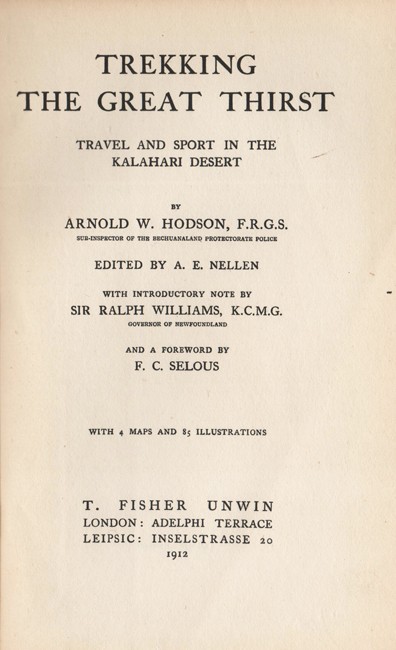 TREKKING
THE GREAT THIRST
TRAVEL AND SPORT IN THE
KALAHARI DESERT
BY
ARNOLD W. HODSON, F.R.G.S.
SUB-INSPECTOR OF THE BECHUANALAND PROTECTORATE POLICE
EDITED BY A. E. NELLEN
WITH INTRODUCTORY NOTE BY
SIR RALPH WILLIAMS, K.C.M.G.
GOVERNOR OF NEWFOUNDLAND
AND A FOREWORD BY
F. C. SELOUS
WITH 4 MAPS AND 85 ILLUSTRATIONS
T. FISHER UNWIN
LONDON: ADELPHI TERRACE
LEIPSIC: INSELSTRASSE 20
1912